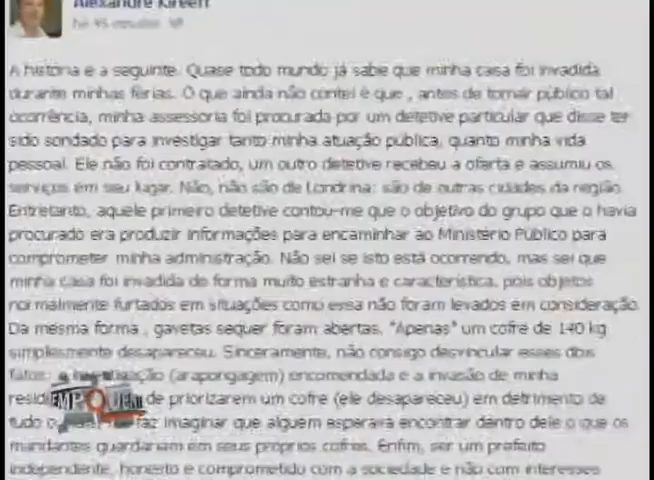 Alexandre Kireeff
há 45 minutos
A história é a seguinte: Quase todo mundo já sabe que minha casa foi invadida
durante minhas férias. O que ainda não contei é que , antes de tornar público tal
ocorrência, minha assessoria foi procurada por um detetive particular que disse ter
sido sondado para investigar tanto minha atuação pública, quanto minha vida
pessoal. Ele não foi contratado, um outro detetive recebeu a oferta e assumiu os
serviços em seu lugar. Não, não são de Londrina: são de outras cidades da região.
Entretanto, aquele primeiro detetive contou-me que o objetivo do grupo que o havia
procurado era produzir informações para encaminhar ao Ministério Público para
comprometer minha administração. Não sei se isto está ocorrendo, mas sei que
minha casa foi invadida de forma muito estranha e característica, pois objetos
normalmente furtados em situações como essa não foram levados em consideração.
Da mesma forma , gavetas sequer foram abertas. "Apenas" um cofre de 140 kg
simplesmente desapareceu. Sinceramente, não consigo desvincular esses dois
fatos: a (arapongagem) encomendada e a invasão de minha
de priorizarem um cofre (ele desapareceu) em detrimento de
tudo faz imaginar que alguém esperava encontrar dentro dele o que os
mandantes guardariam em seus próprios cofres. Enfim, ser um prefeito
independente, honesto e comprometido com a sociedade e não com interesses